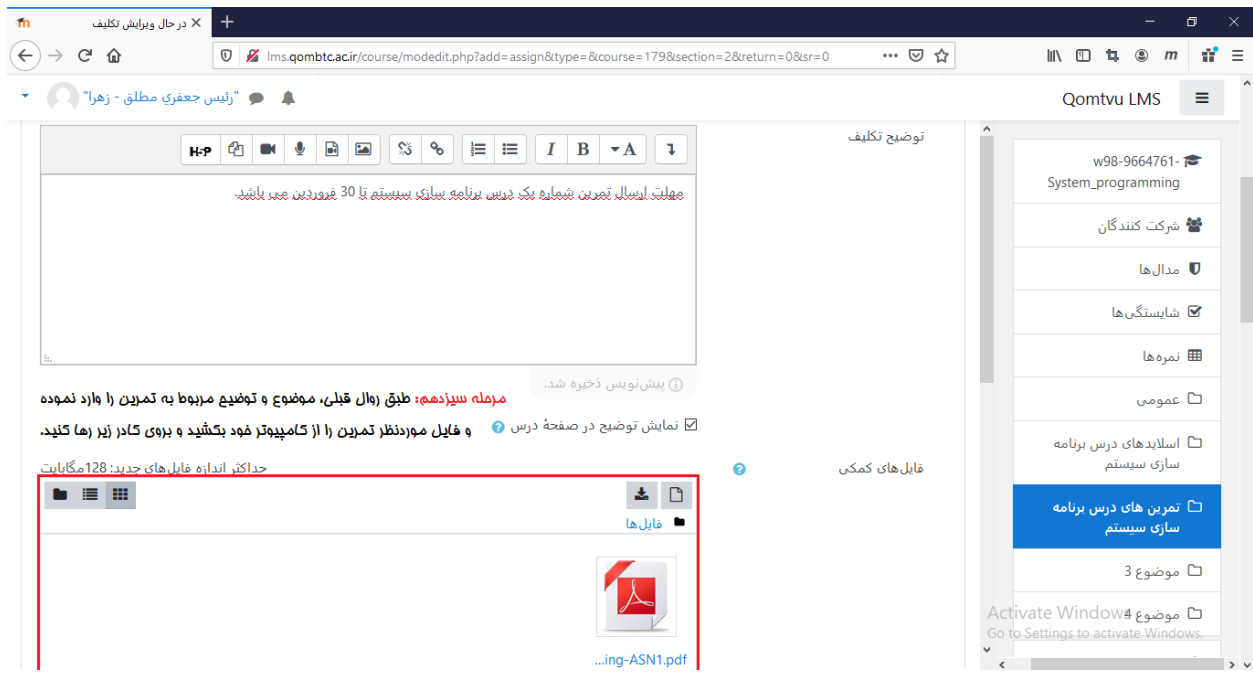 در حال ویرایش تکلیف
lms.qombtc.ac.ir/course/modedit.php?add=assign&type=&course=179&section=2&return=0&sr=0
Qomtvu LMS
"رئیس جعفري مطلق - زهرا"
w98-9664761-
System_programming
شرکت کنندگان
مدال‌ها
شایستگی‌ها
نمره‌ها
عمومی
اسلایدهای درس برنامه
سازی سیستم
تمرین های درس برنامه
سازی سیستم
موضوع 3
موضوع 4
توضیح تکلیف
H-P
I B A
مهلت ارسال تمرین شماره یک درس برنامه سازی سیستم تا 30 فروردین می باشد.
پیش‌نویس ذخیره شد.
مرحله سیزدهم: طبق روال قبلی، موضوع و توضیح مربوط به تمرین را وارد نموده
و فایل موردنظر تمرین را از کامپیوتر خود بکشید و بروی کادر زیر رها کنید.
نمایش توضیح در صفحهٔ درس
فایل‌های کمکی
حداکثر اندازه فایل‌های جدید: 128مگابایت
فایل‌ها
...ing-ASN1.pdf
Activate Windows
Go to Settings to activate Windows.